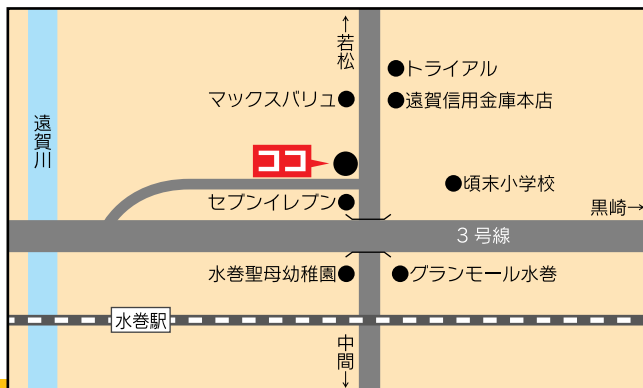 ↑若松
トライアル
マックスバリュ
遠賀信用金庫本店
遠賀川
ココ
頃末小学校
セブンイレブン
黒崎→
3号線
水巻聖母幼稚園
グランモール水巻
水巻駅
中間↓